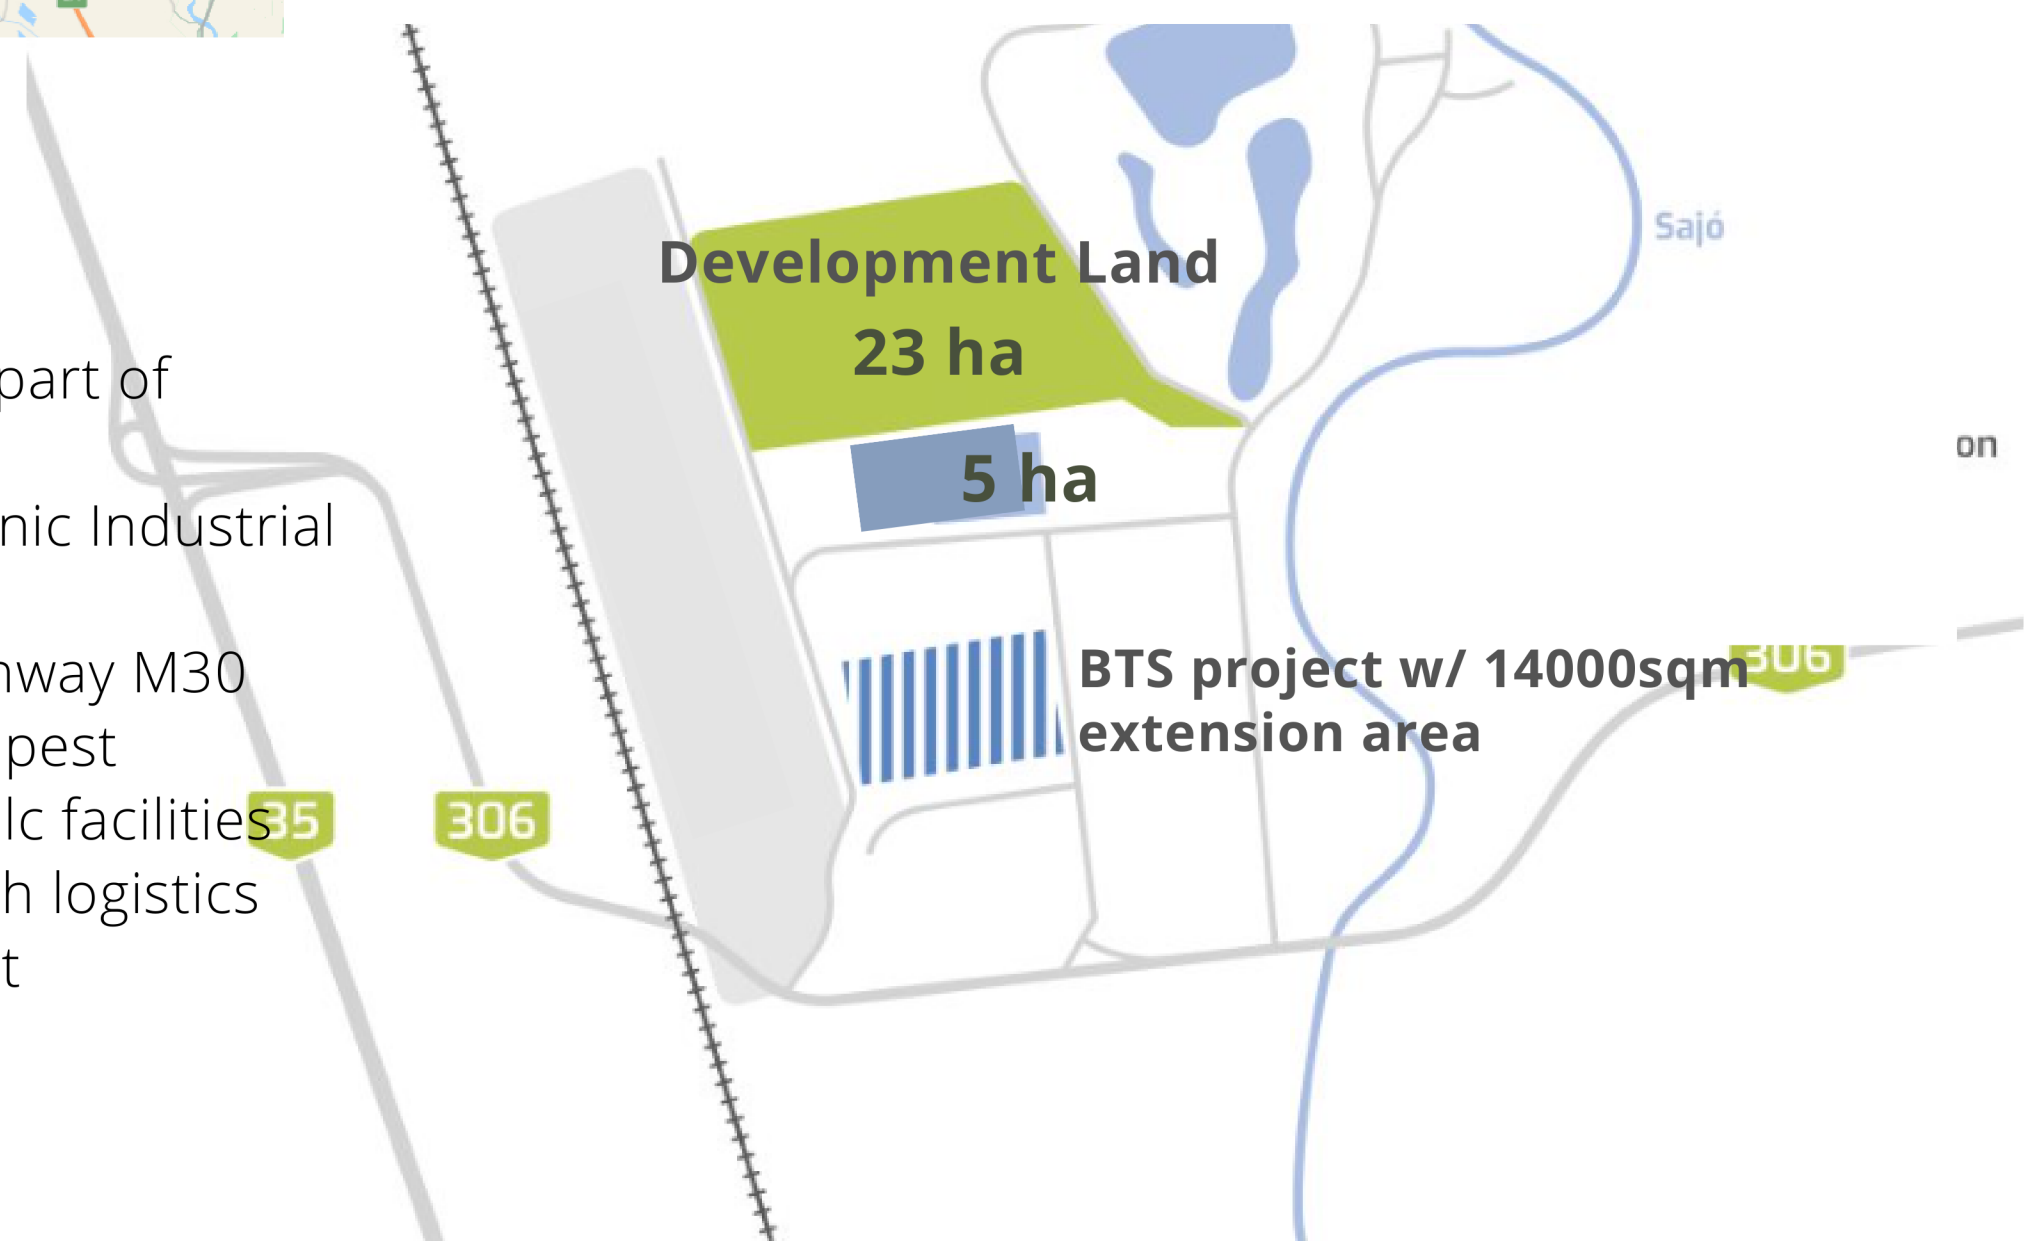 part of
nic Industrial
way M30
pest
lc facilities
h logistics
t
Development Land
23 ha
5 ha
BTS project w/ 14000sqm
extension area
Sajó
on
306
35
306